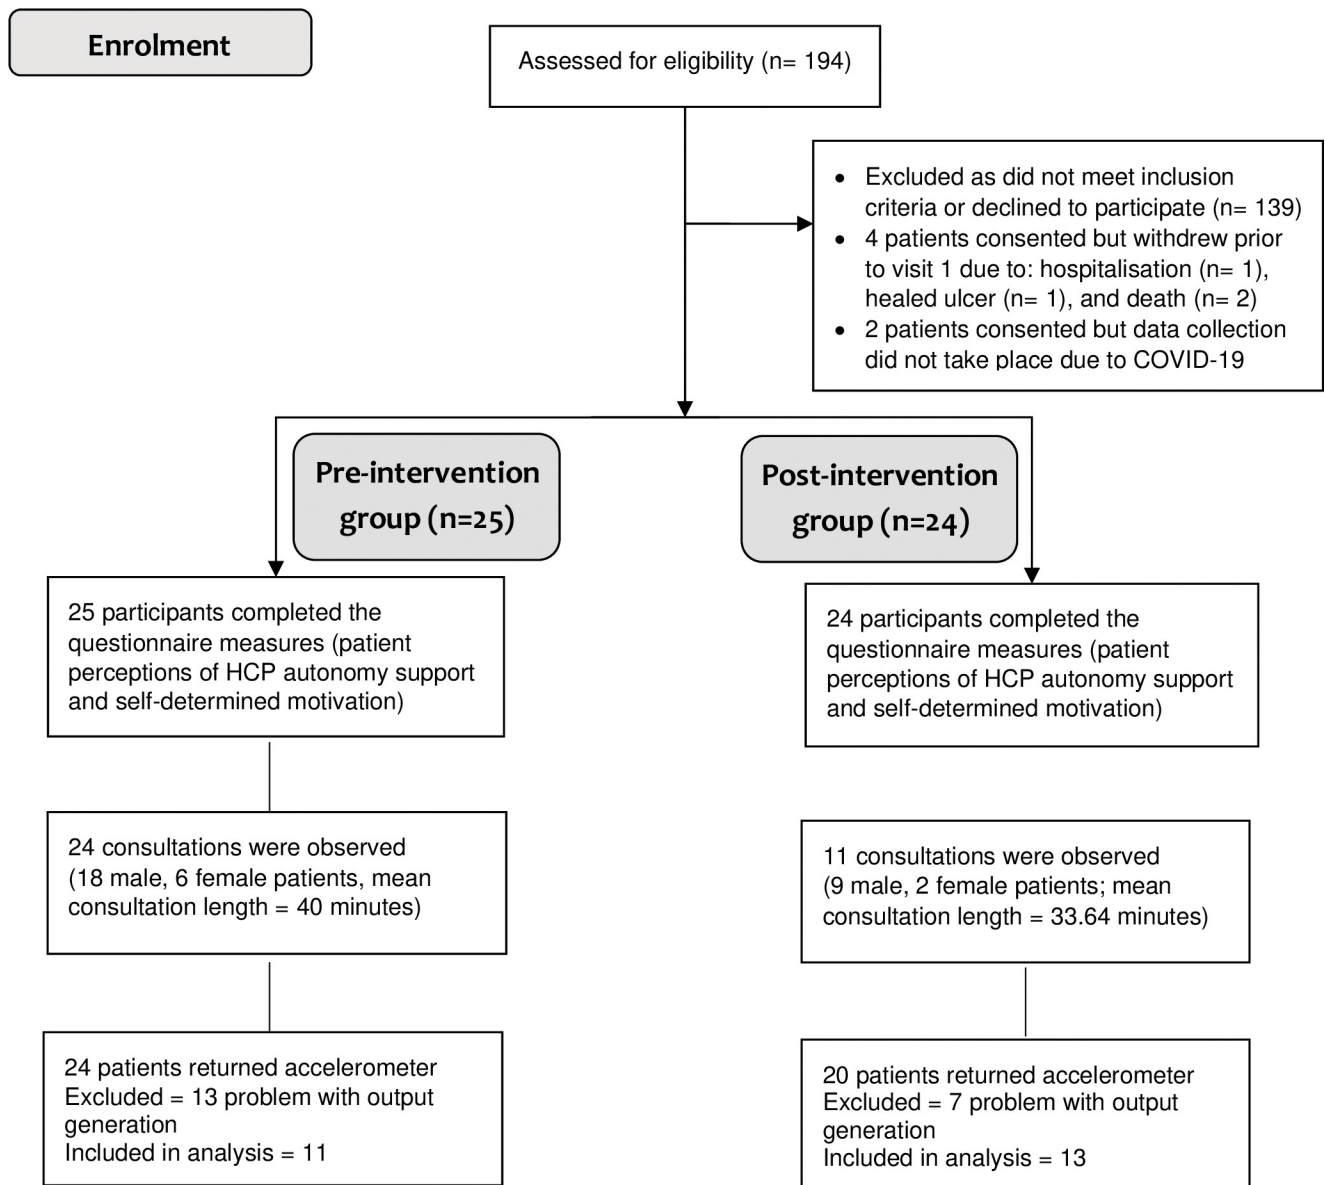 Enrolment
Assessed for eligibility (n= 194)
• Excluded as did not meet inclusion
criteria or declined to participate (n= 139)
• 4 patients consented but withdrew prior
to visit 1 due to: hospitalisation (n= 1),
healed ulcer (n= 1), and death (n= 2)
• 2 patients consented but data collection
did not take place due to COVID-19
Pre-intervention
group (n=25)
Post-intervention
group (n=24)
25 participants completed the
questionnaire measures (patient
perceptions of HCP autonomy support
and self-determined motivation)
24 participants completed the
questionnaire measures (patient
perceptions of HCP autonomy support
and self-determined motivation)
24 consultations were observed
(18 male, 6 female patients, mean
consultation length = 40 minutes)
11 consultations were observed
(9 male, 2 female patients; mean
consultation length = 33.64 minutes)
24 patients returned accelerometer
Excluded = 13 problem with output
generation
Included in analysis = 11
20 patients returned accelerometer
Excluded = 7 problem with output
generation
Included in analysis = 13